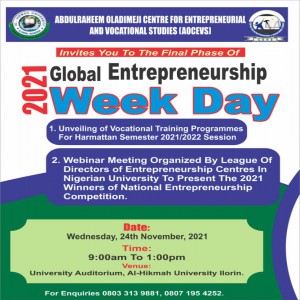 ABDULRAHEEM OLADIMEJI CENTRE FOR ENTREPRENEURIAL
AND VOCATIONAL STUDIES (AOCEVS)
Invites You To The Final Phase Of
2021
Global Entrepreneurship
Week Day
1. Unveiling of Vocational Training Programmes
For Harmattan Semester 2021/2022 Session
2. Webinar Meeting Organized By League Of
Directors of Entrepreneurship Centres In
Nigerian University To Present The 2021
Winners of National Entrepreneurship
Competition.
Date:
Wednesday, 24th November, 2021
Time:
9:00am To 1:00pm
Venue:
University Auditorium, Al-Hikmah University Ilorin.
For Enquiries 0803 313 9881, 0807 195 4252.